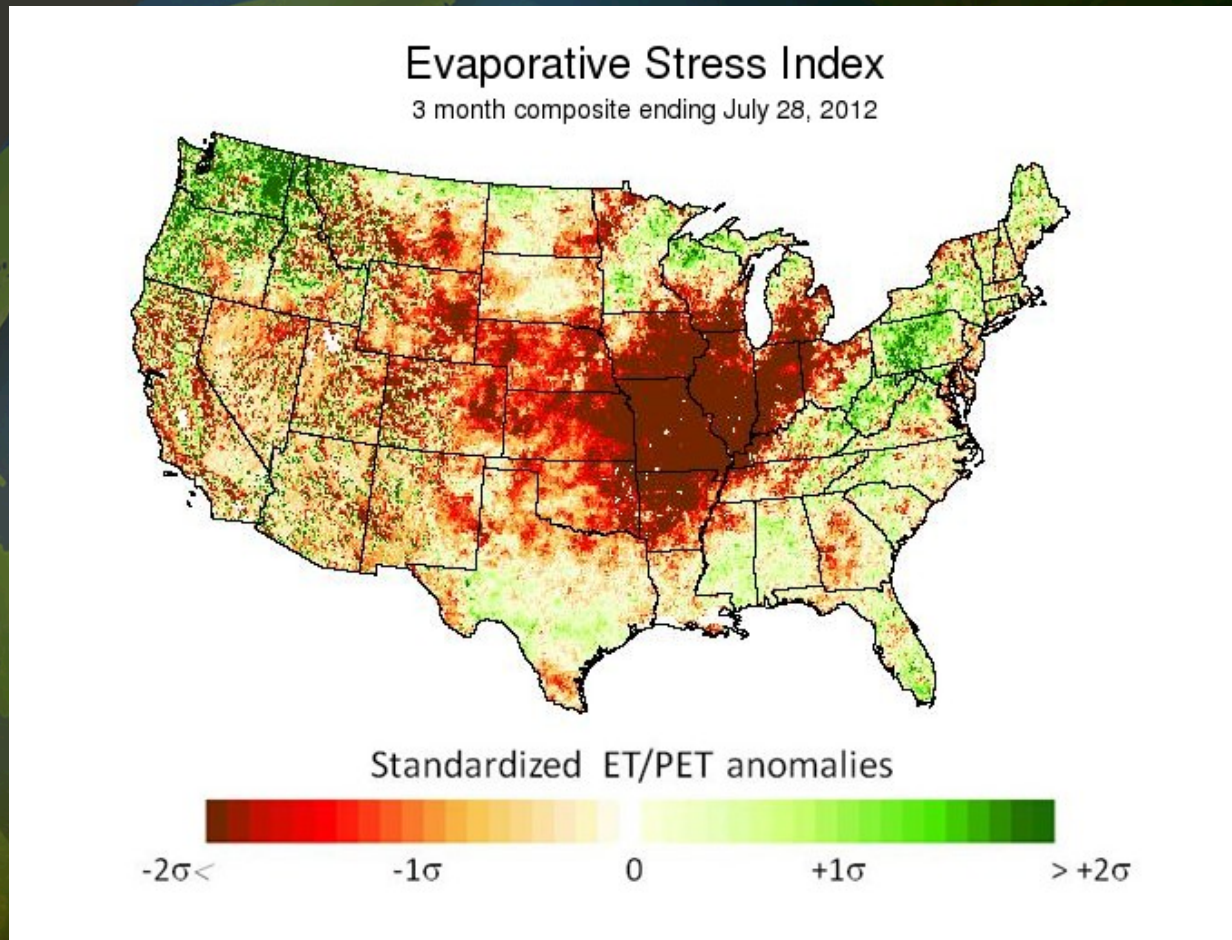 Evaporative Stress Index
3 month composite ending July 28, 2012
Standardized ET/PET anomalies
-2σ< -1σ 0 +1σ > +2σ